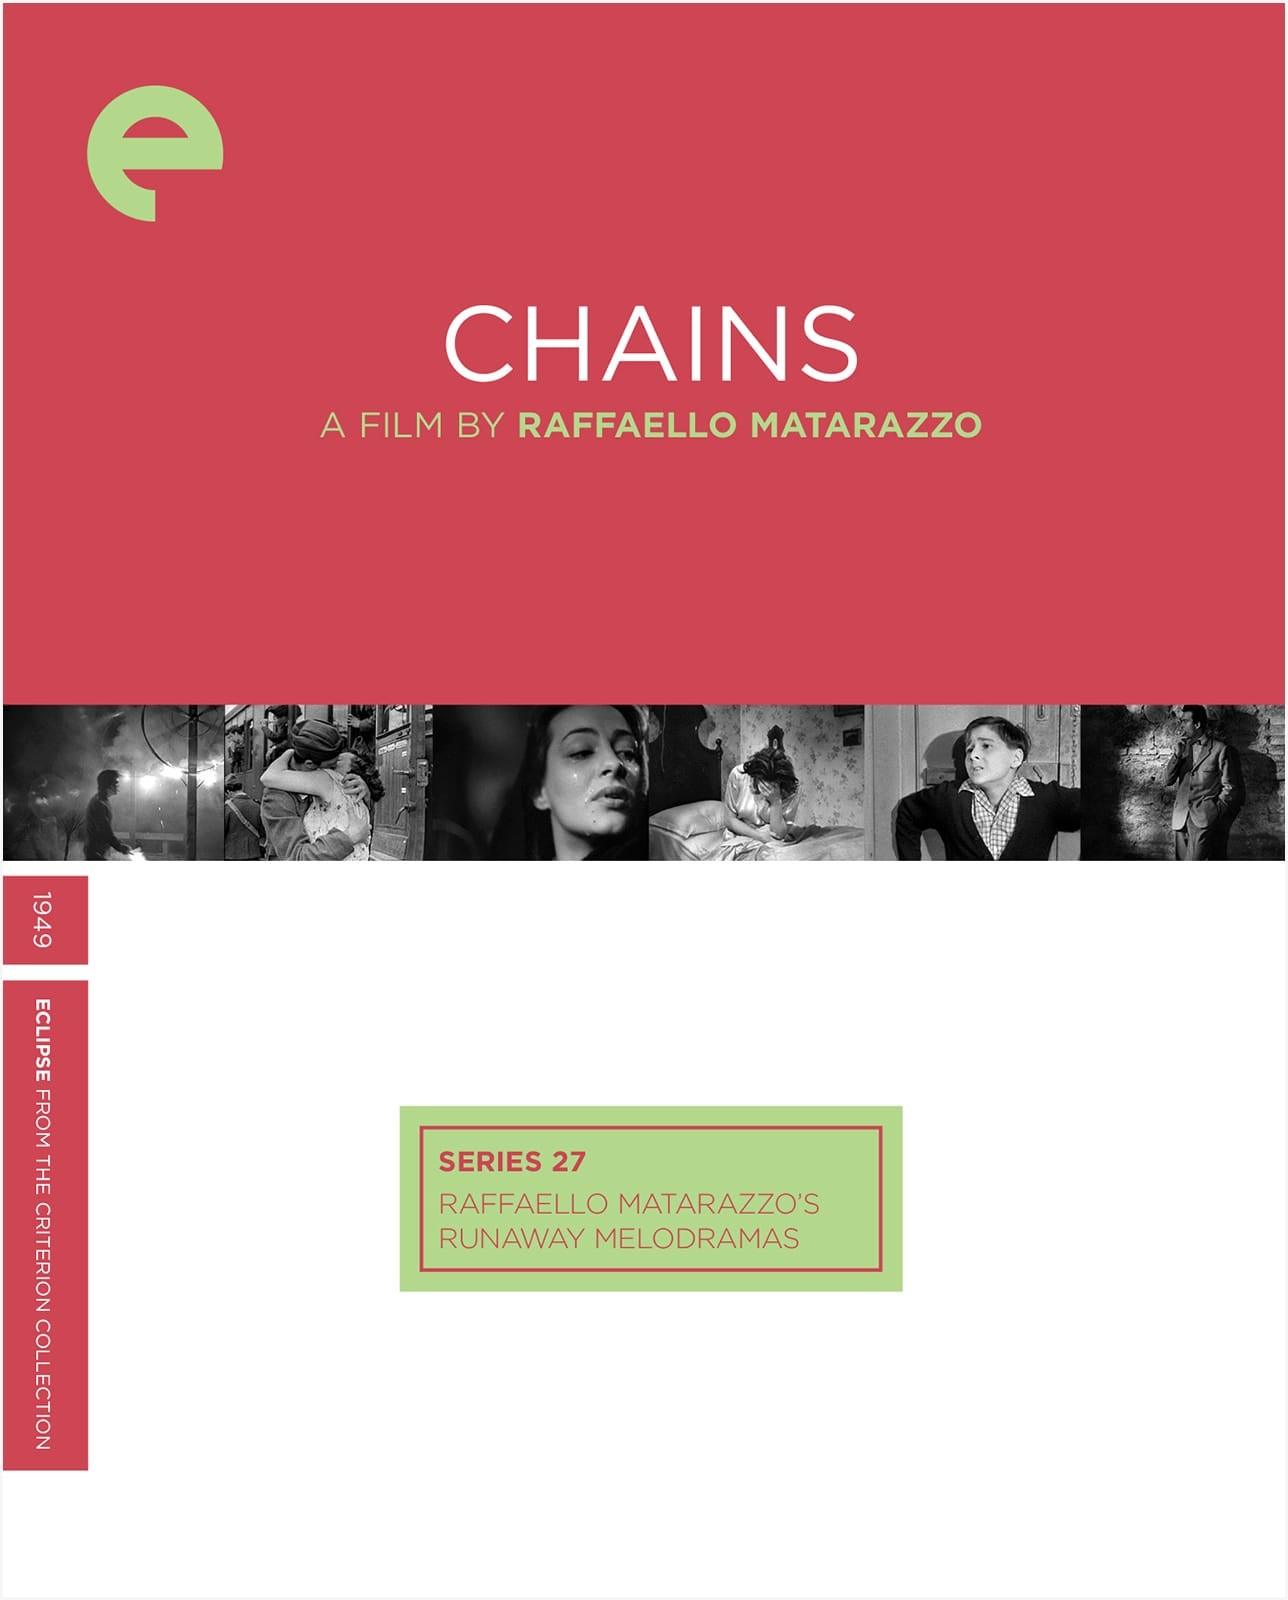 e
CHAINS
A FILM BY RAFFAELLO MATARAZZO
1949
ECLIPSE FROM THE CRITERION COLLECTION
SERIES 27
RAFFAELLO MATARAZZO’S
RUNAWAY MELODRAMAS